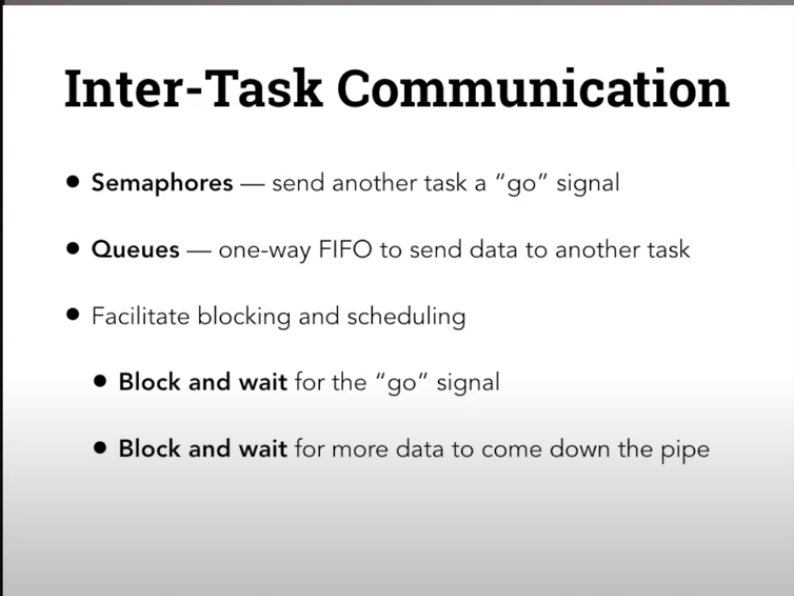 Inter-Task Communication
• Semaphores — send another task a “go” signal
• Queues — one-way FIFO to send data to another task
• Facilitate blocking and scheduling
• Block and wait for the “go” signal
• Block and wait for more data to come down the pipe